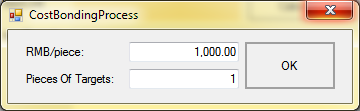 CostBondingProcess
RMB/piece: 1,000.00
Pieces Of Targets: 1
OK